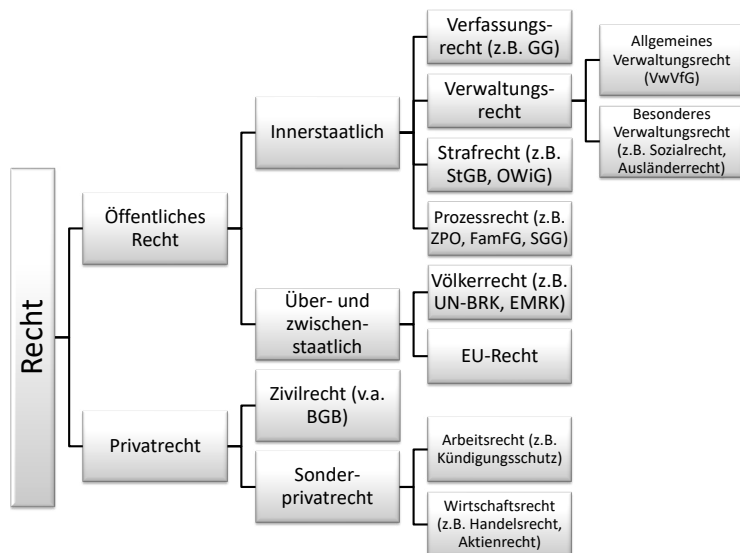 Recht
Öffentliches
Recht
Innerstaatlich
Verfassungs-
recht (z.B. GG)
Verwaltungs-
recht
Allgemeines
Verwaltungsrecht
(VwVfG)
Besonderes
Verwaltungsrecht
(z.B. Sozialrecht,
Ausländerrecht)
Strafrecht (z.B.
StGB, OWiG)
Prozessrecht (z.B.
ZPO, FamFG, SGG)
Über- und
zwischen-
staatlich
Völkerrecht (z.B.
UN-BRK, EMRK)
EU-Recht
Privatrecht
Zivilrecht (v.a.
BGB)
Sonder-
privatrecht
Arbeitsrecht (z.B.
Kündigungsschutz)
Wirtschaftsrecht
(z.B. Handelsrecht,
Aktienrecht)